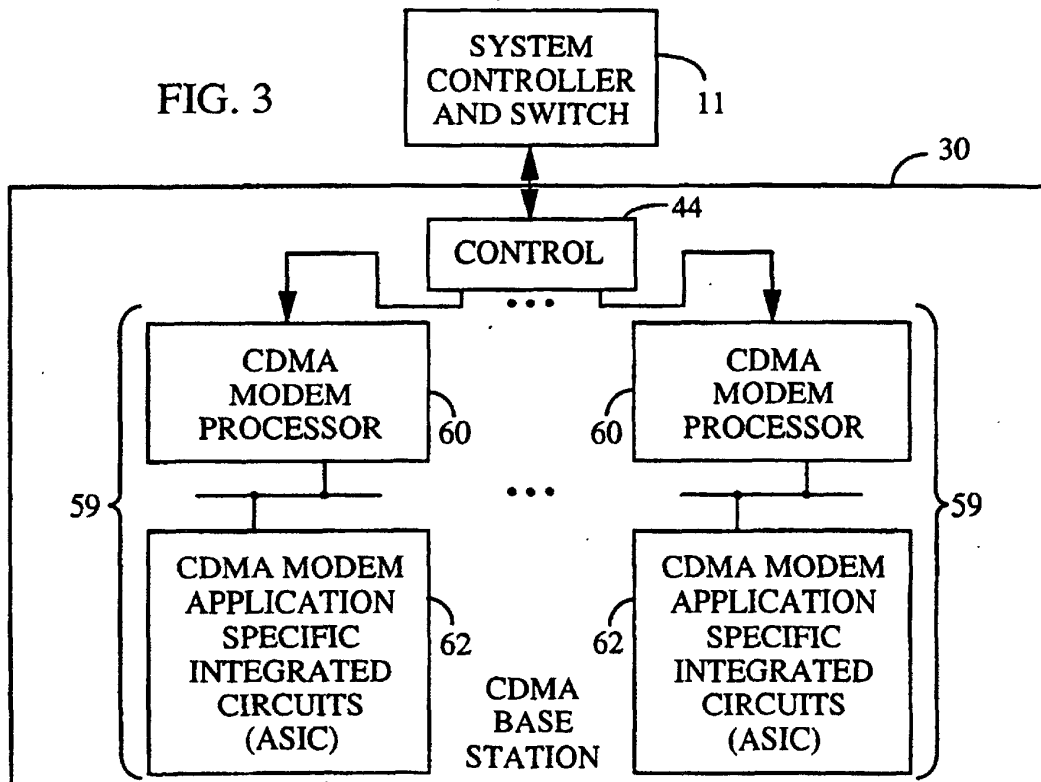 SYSTEM
CONTROLLER
AND SWITCH
11
FIG. 3
30
44
CONTROL
•••
CDMA
MODEM
PROCESSOR
60
CDMA
MODEM
PROCESSOR
60
59
•••
59
CDMA MODEM
APPLICATION
SPECIFIC
INTEGRATED
CIRCUITS
(ASIC)
62
CDMA
BASE
STATION
CDMA MODEM
APPLICATION
SPECIFIC
INTEGRATED
CIRCUITS
(ASIC)
62